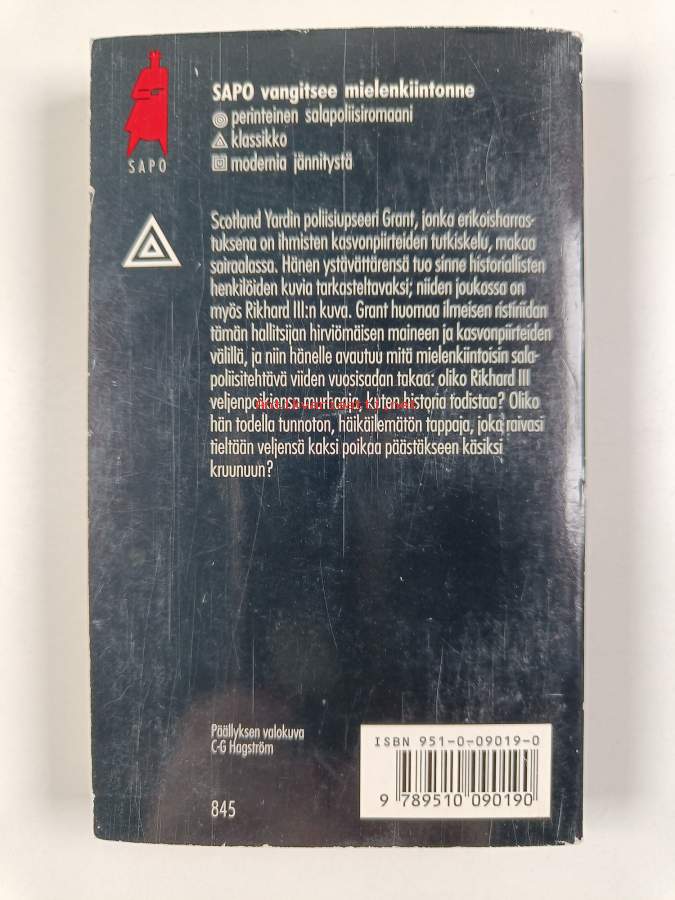 SAPO
SAPO vangitsee mielenkiintonne
perinteinen salapoliisiromaani
klassikko
modernia jännitystä
Scotland Yardin poliisiupseeri Grant, jonka erikoisharras-
tuksena on ihmisten kasvonpiirteiden tutkiskelu, makaa
sairaalassa. Hänen ystävättärensä tuo sinne historiallisten
henkilöiden kuvia tarkasteltavaksi; niiden joukossa on
myös Rikhard III:n kuva. Grant huomaa ilmeisen ristiriidan
tämän hallitsijan hirviömäisen maineen ja kasvonpiirteiden
välillä, ja niin hänelle avautuu mitä mielenkiintoisin sala-
poliisitehtävä viiden vuosisadan takaa: oliko Rikhard III
veljenpoikiensa murhaaja, kuten historia todistaa? Oliko
hän todella tunnoton, häikäilemätön tappaja, joka raivasi
tieltään veljensä kaksi poikaa päästäkseen käsiksi
kruunuun?
Päällyksen valokuva
C-G Hagström
845
ISBN 951-0-09019-0
9 789510 090190